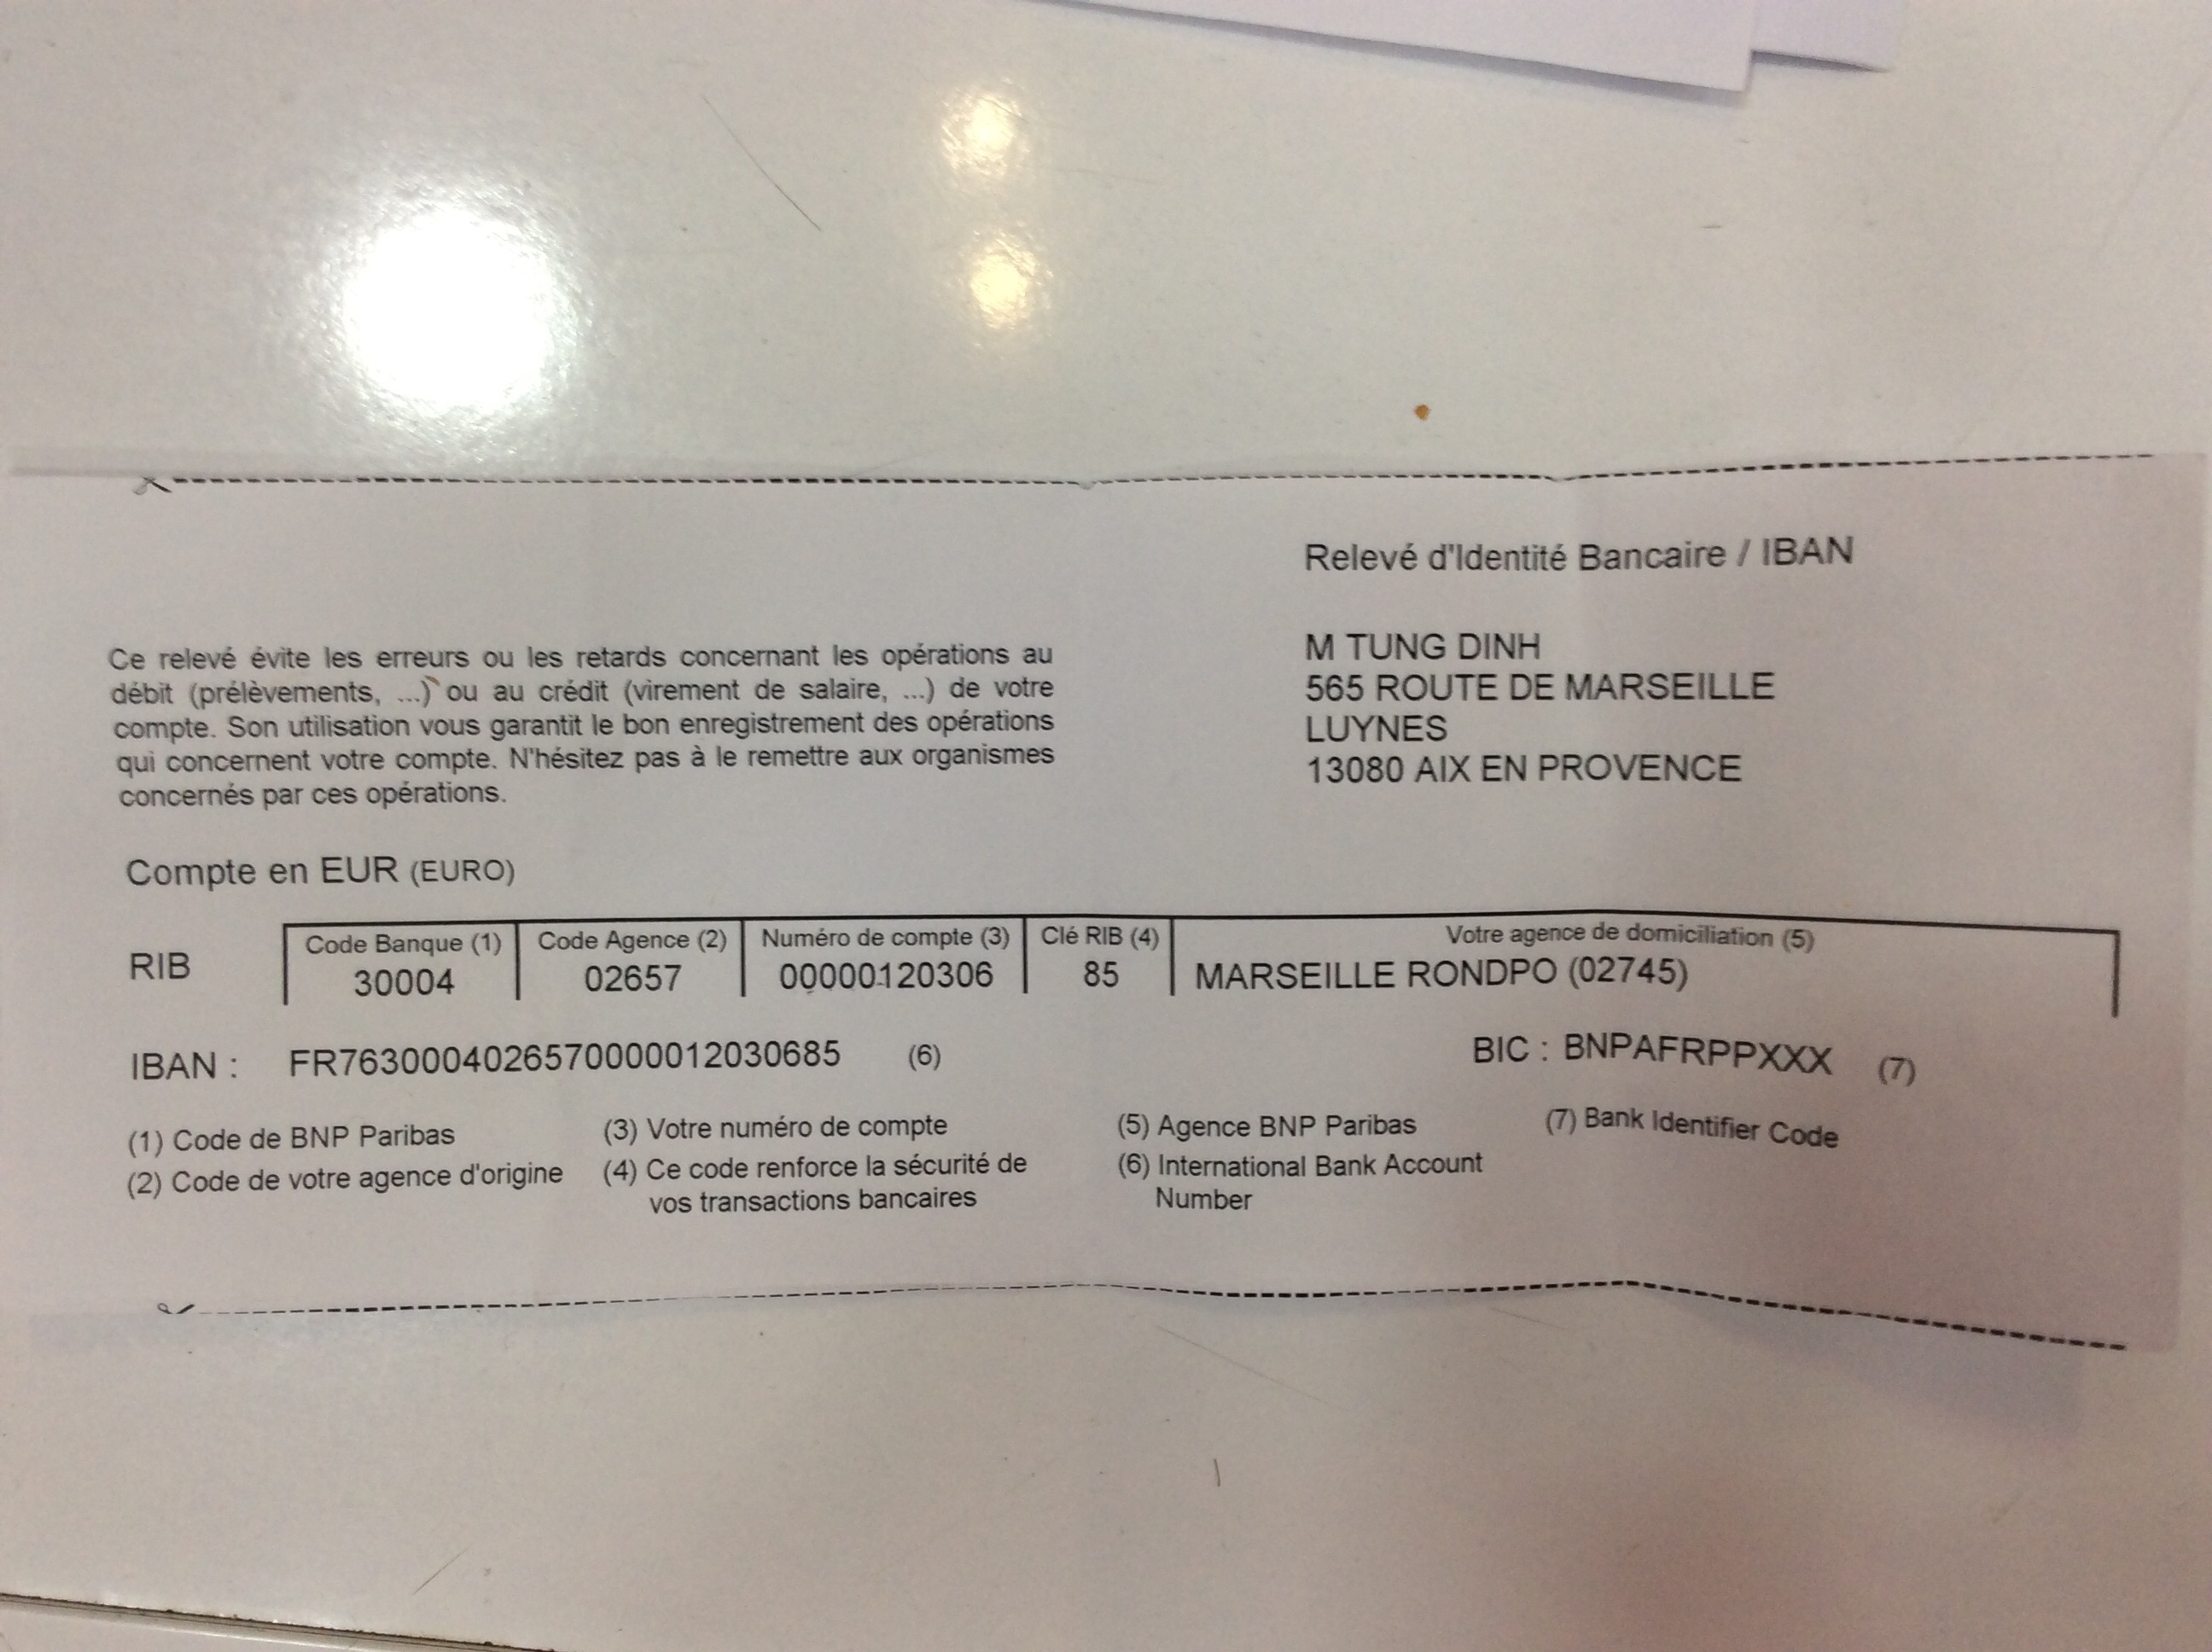 Relevé d'Identité Bancaire / IBAN
M TUNG DINH
565 ROUTE DE MARSEILLE
LUYNES
13080 AIX EN PROVENCE
Ce relevé évite les erreurs ou les retards concernant les opérations au
débit (prélèvements, ...) ou au crédit (virement de salaire, ...) de votre
compte. Son utilisation vous garantit le bon enregistrement des opérations
qui concernent votre compte. N'hésitez pas à le remettre aux organismes
concernés par ces opérations.
Compte en EUR (EURO)
RIB
Code Banque (1) Code Agence (2) Numéro de compte (3) Clé RIB (4) Votre agence de domiciliation (5)
30004 02657 00000120306 85 MARSEILLE RONDPO (02745)
IBAN : FR7630004026570000012030685 (6) BIC : BNPAFRPPXXX (7)
(1) Code de BNP Paribas
(2) Code de votre agence d'origine
(3) Votre numéro de compte
(4) Ce code renforce la sécurité de
vos transactions bancaires
(5) Agence BNP Paribas
(6) International Bank Account
Number
(7) Bank Identifier Code